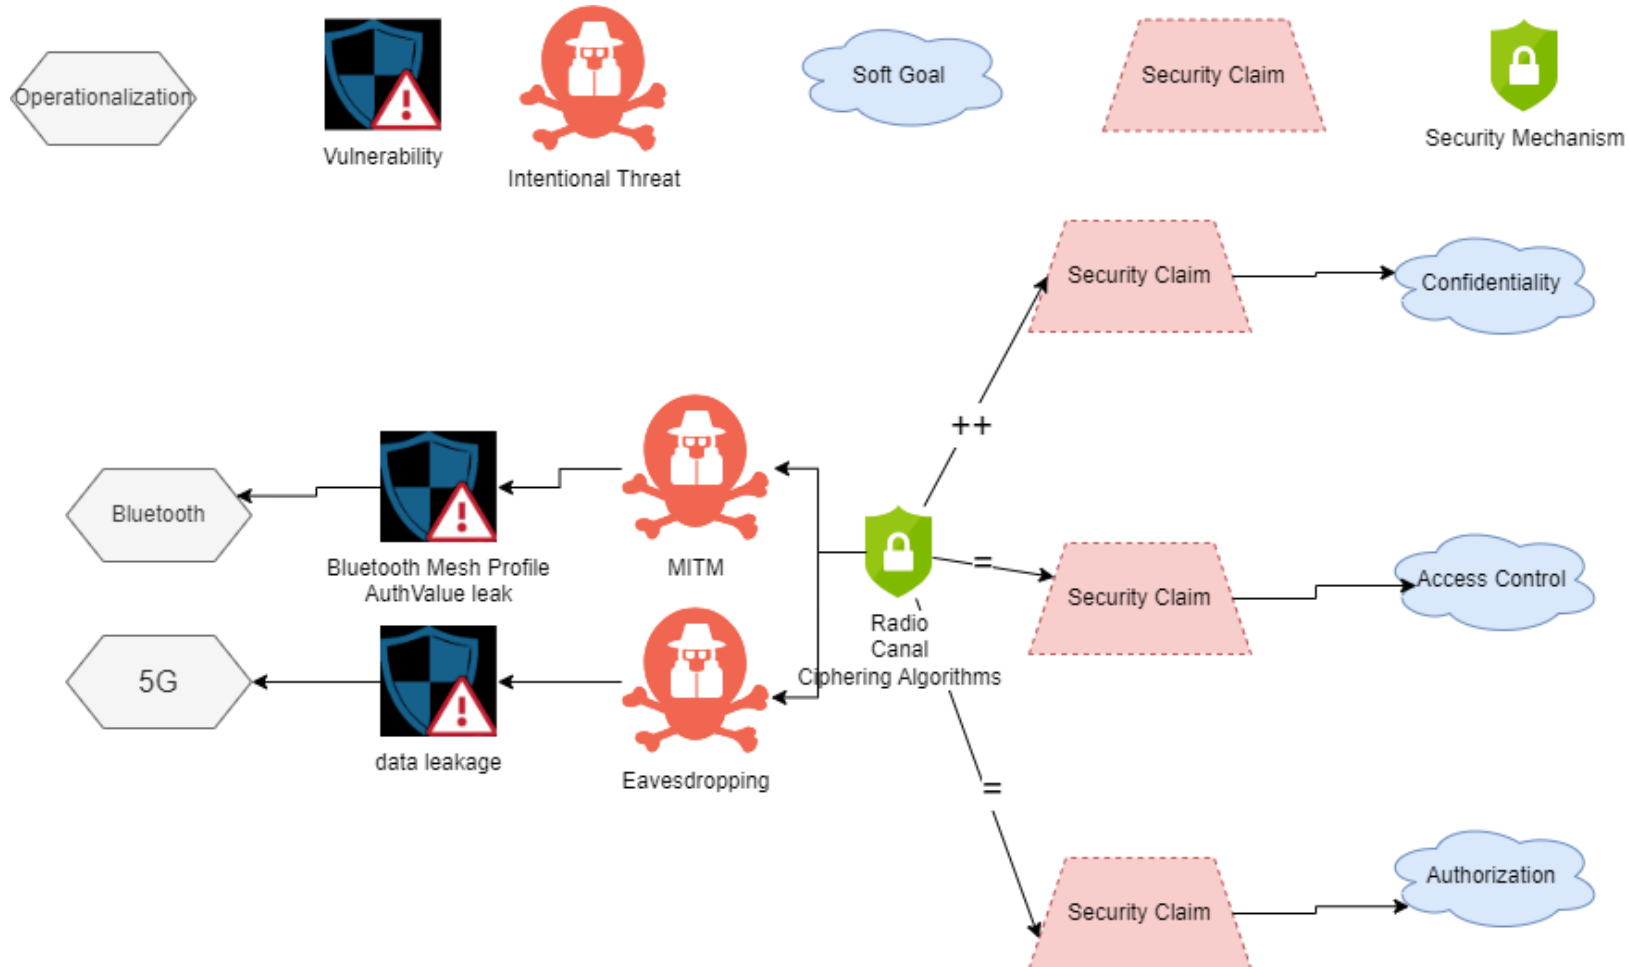 Operationalization
Vulnerability
Intentional Threat
Soft Goal
Security Claim
Security Mechanism
Security Claim
Confidentiality
++
Bluetooth
Bluetooth Mesh Profile
AuthValue leak
MITM
=
Radio
Canal
Ciphering Algorithms
Security Claim
Access Control
5G
data leakage
Eavesdropping
=
Security Claim
Authorization